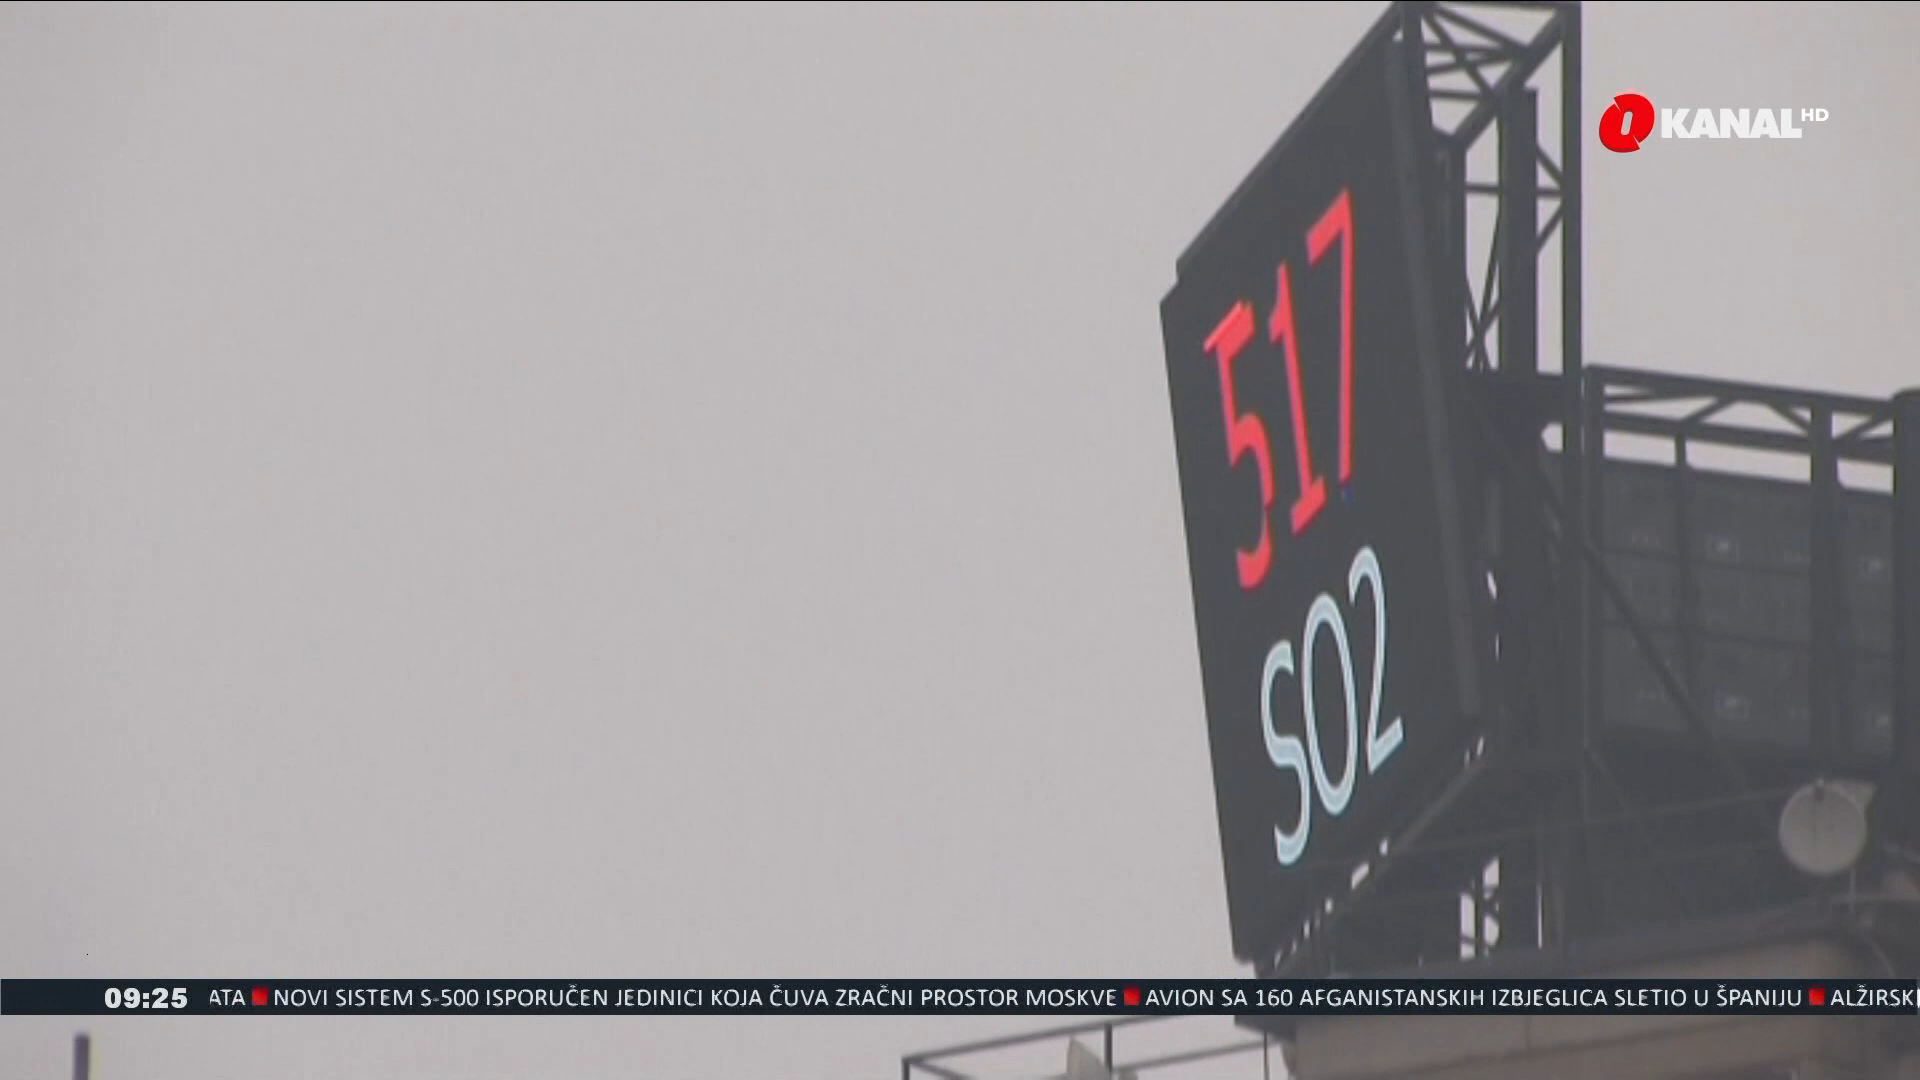 O KANAL HD
517
SO2
09:25 ATA NOVI SISTEM S-500 ISPORUČEN JEDINICI KOJA ČUVA ZRAČNI PROSTOR MOSKVE AVION SA 160 AFGANISTANSKIH IZBJEGLICA SLETIO U ŠPANIJU ALŽIRSK